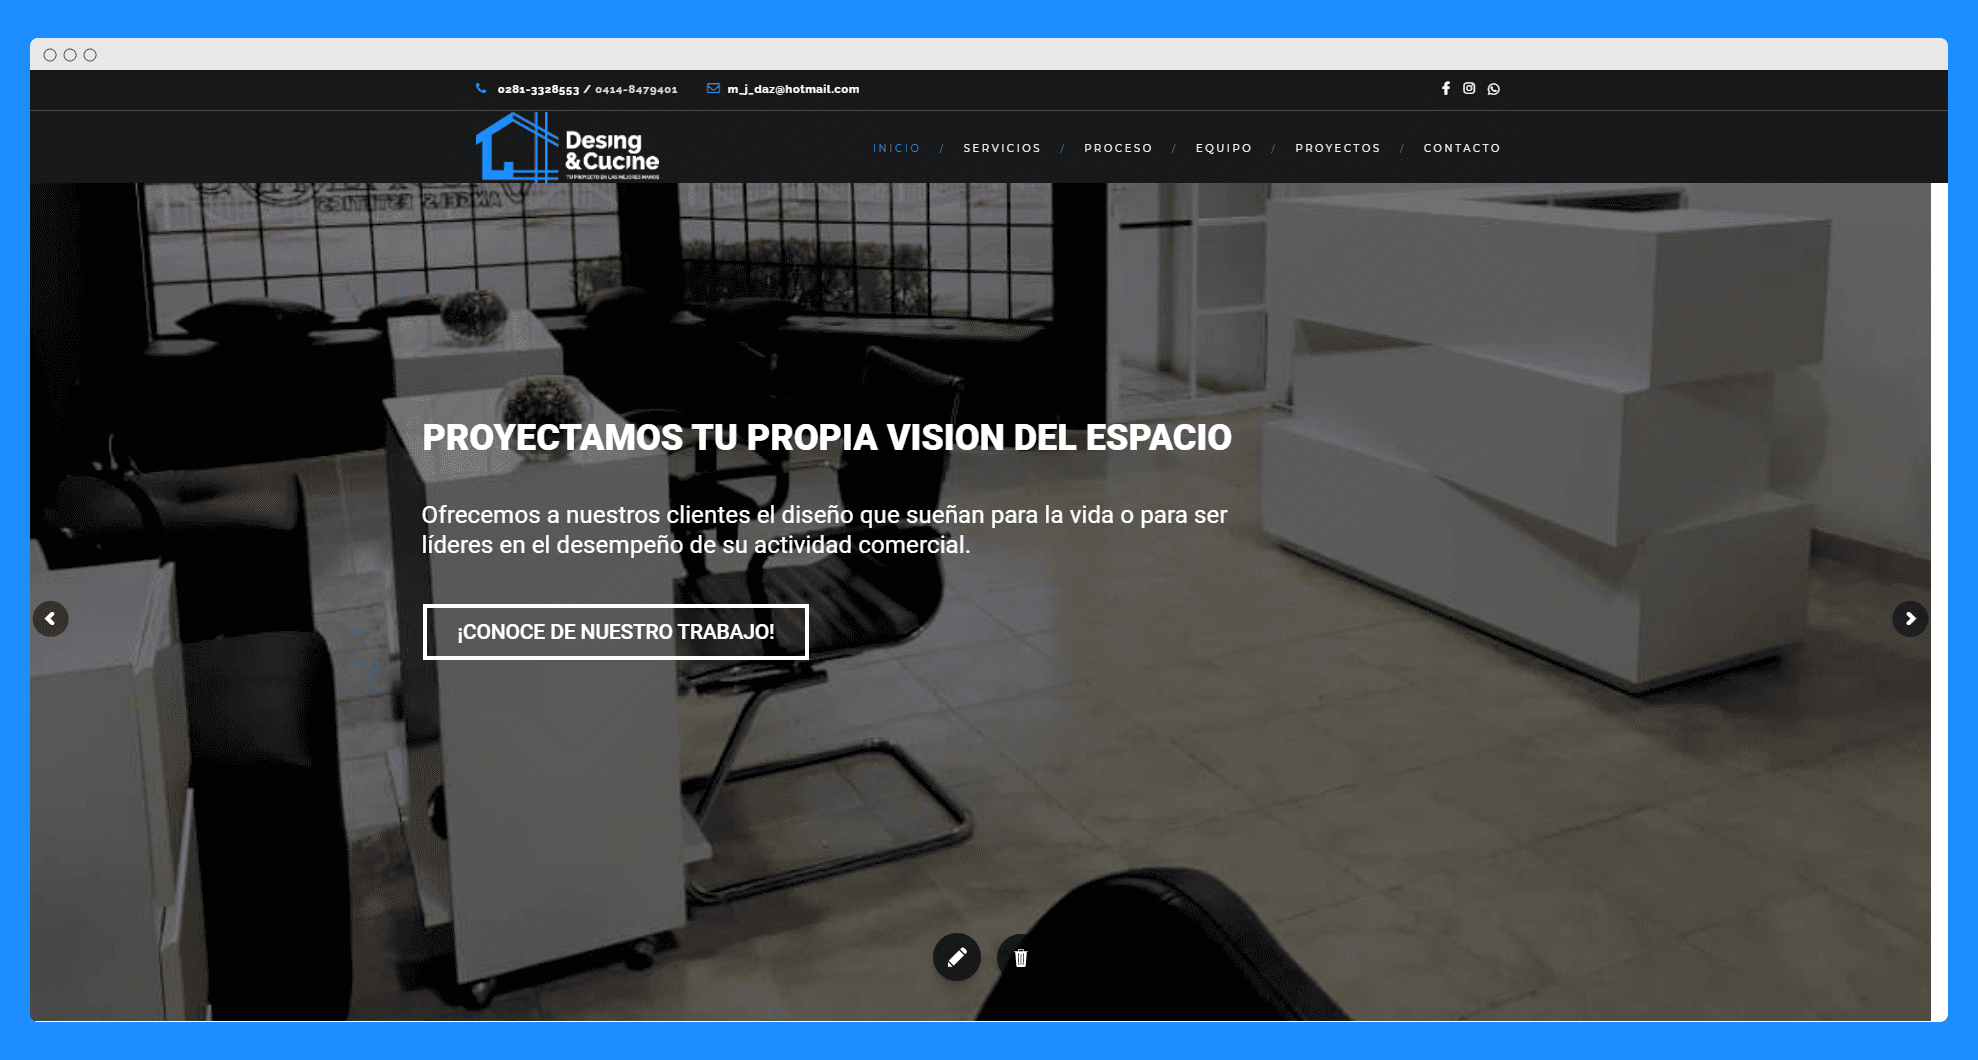 0281-3328553 / 0414-8479401 m_j_daz@hotmail.com
Desing
&Cucine
TU PROYECTO EN LAS MEJORES MANOS
INICIO / SERVICIOS / PROCESO / EQUIPO / PROYECTOS / CONTACTO
PROYECTAMOS TU PROPIA VISION DEL ESPACIO
Ofrecemos a nuestros clientes el diseño que sueñan para la vida o para ser
líderes en el desempeño de su actividad comercial.
¡CONOCE DE NUESTRO TRABAJO!